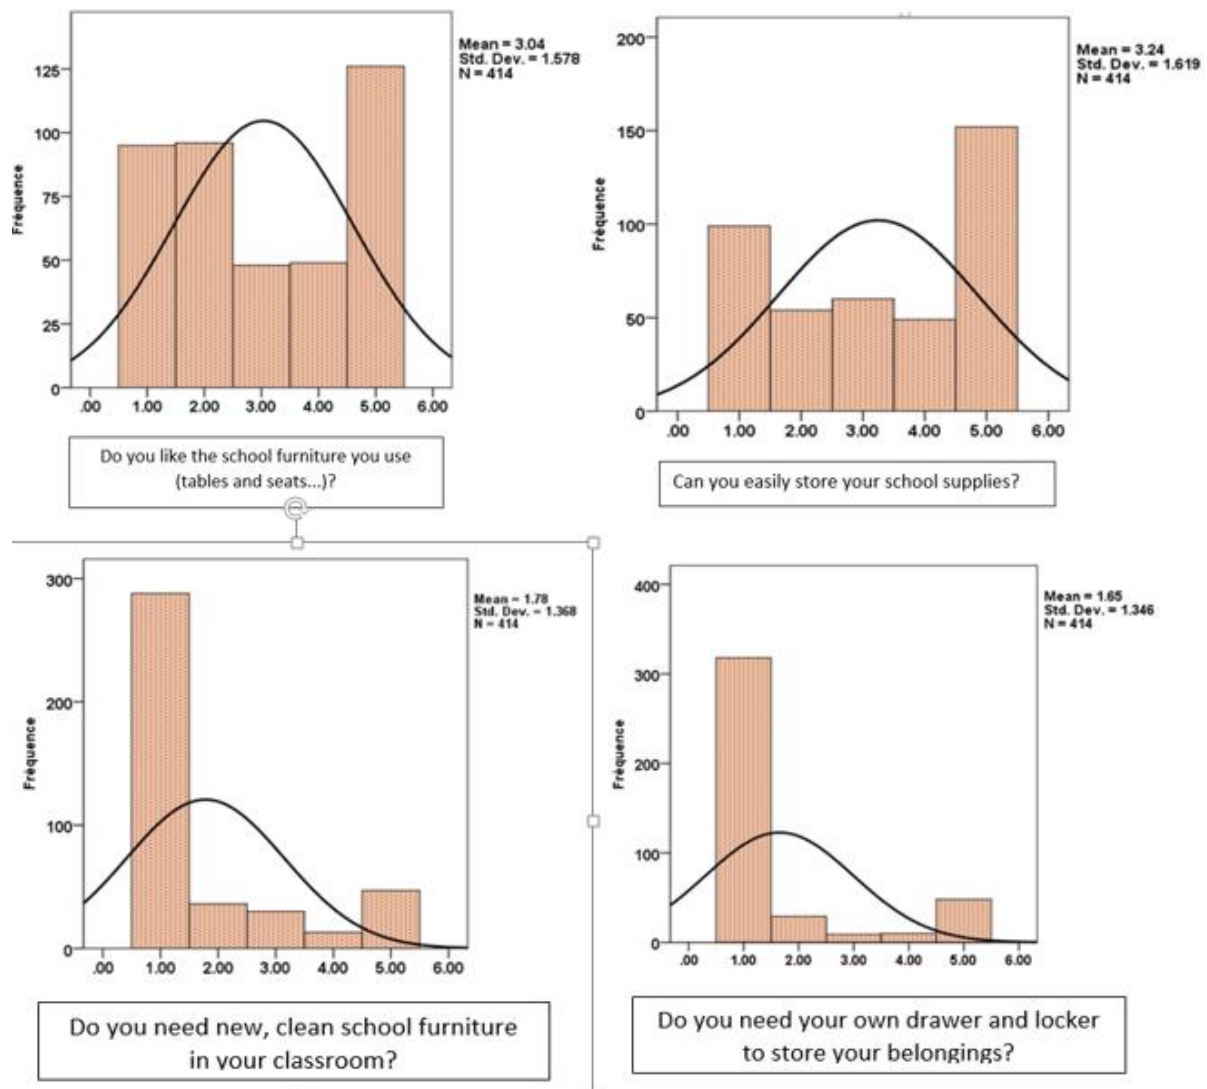 Mean = 3.04
Std. Dev. = 1.578
N = 414
125
100
75
50
25
0
Fréquence
.00 1.00 2.00 3.00 4.00 5.00 6.00
Do you like the school furniture you use
(tables and seats...)?
Mean = 3.24
Std. Dev. = 1.619
N = 414
200
150
100
50
0
Fréquence
.00 1.00 2.00 3.00 4.00 5.00 6.00
Can you easily store your school supplies?
Mean = 1.78
Std. Dev. = 1.368
N = 414
300
200
100
0
Fréquence
.00 1.00 2.00 3.00 4.00 5.00 6.00
Do you need new, clean school furniture
in your classroom?
Mean = 1.65
Std. Dev. = 1.346
N = 414
400
300
200
100
0
Fréquence
.00 1.00 2.00 3.00 4.00 5.00 6.00
Do you need your own drawer and locker
to store your belongings?